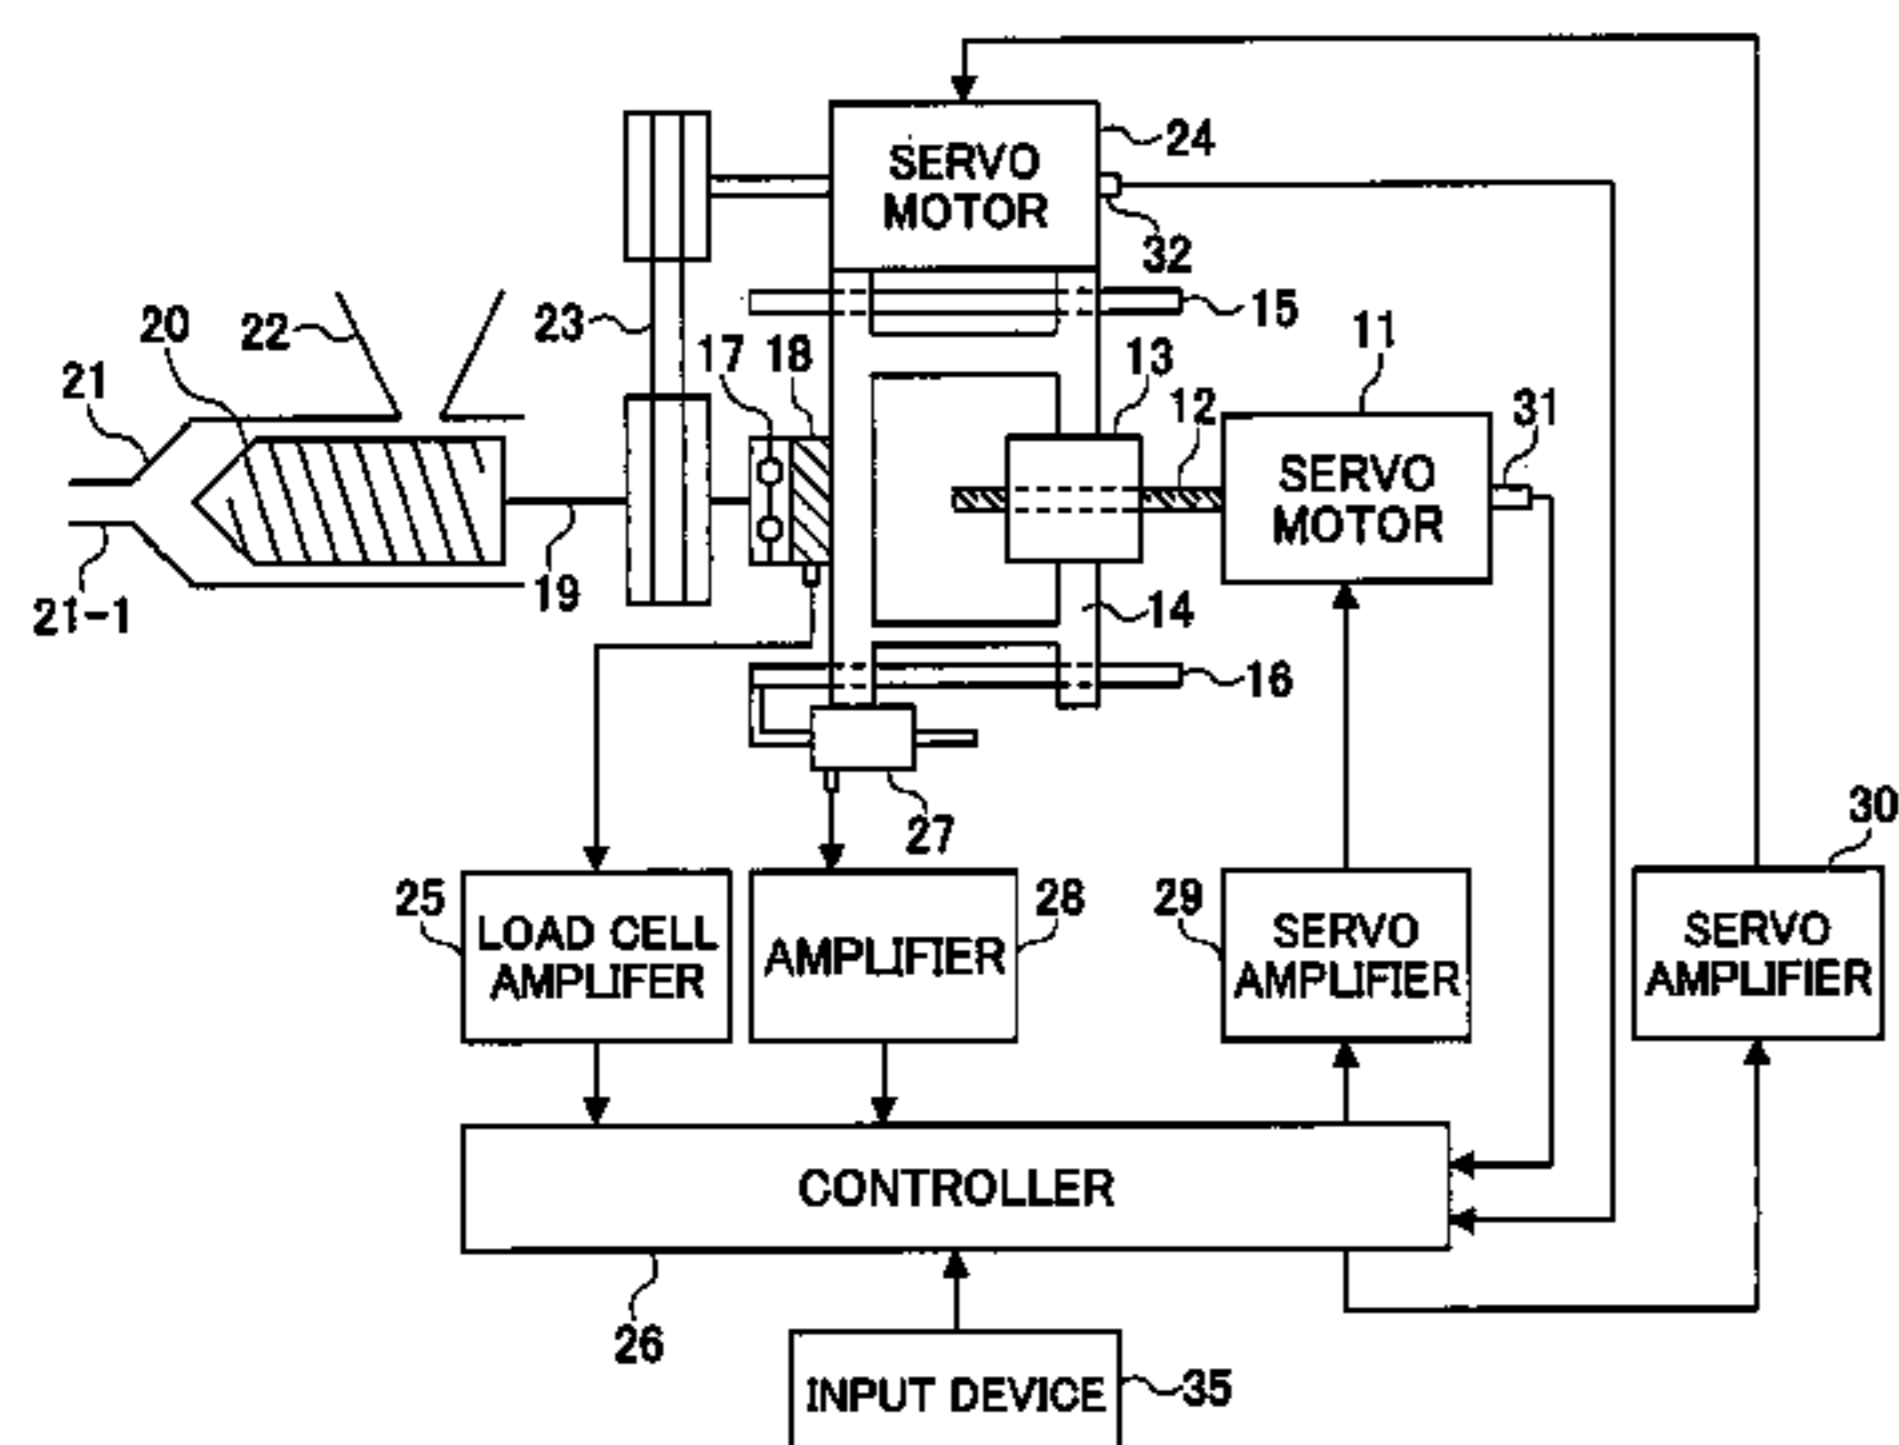 SERVO
MOTOR
24
32
15
23
22
20
21
17
18
13
12
11
31
SERVO
MOTOR
19
21-1
14
16
27
30
25
LOAD CELL
AMPLIFER
AMPLIFIER
28
29
SERVO
AMPLIFIER
SERVO
AMPLIFIER
CONTROLLER
26
INPUT DEVICE
35